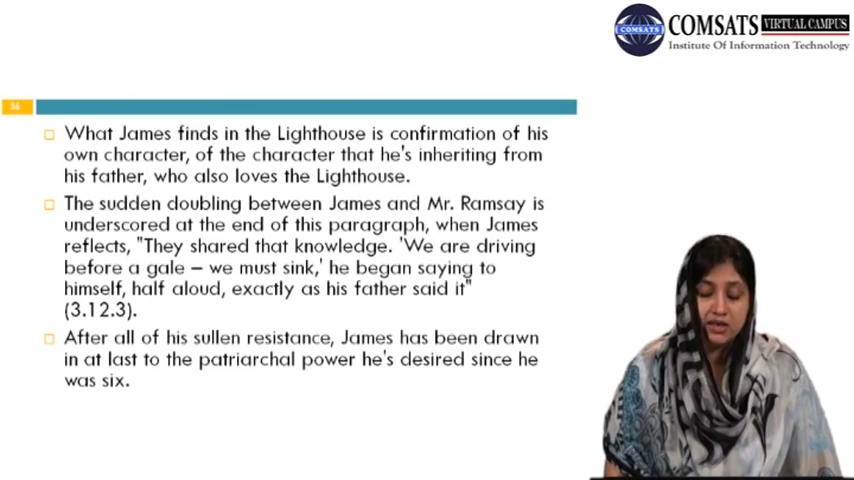 COMSATS
COMSATS VIRTUAL CAMPUS
Institute Of Information Technology
36
What James finds in the Lighthouse is confirmation of his
own character, of the character that he's inheriting from
his father, who also loves the Lighthouse.
The sudden doubling between James and Mr. Ramsay is
underscored at the end of this paragraph, when James
reflects, "They shared that knowledge. 'We are driving
before a gale – we must sink,' he began saying to
himself, half aloud, exactly as his father said it"
(3.12.3).
After all of his sullen resistance, James has been drawn
in at last to the patriarchal power he's desired since he
was six.